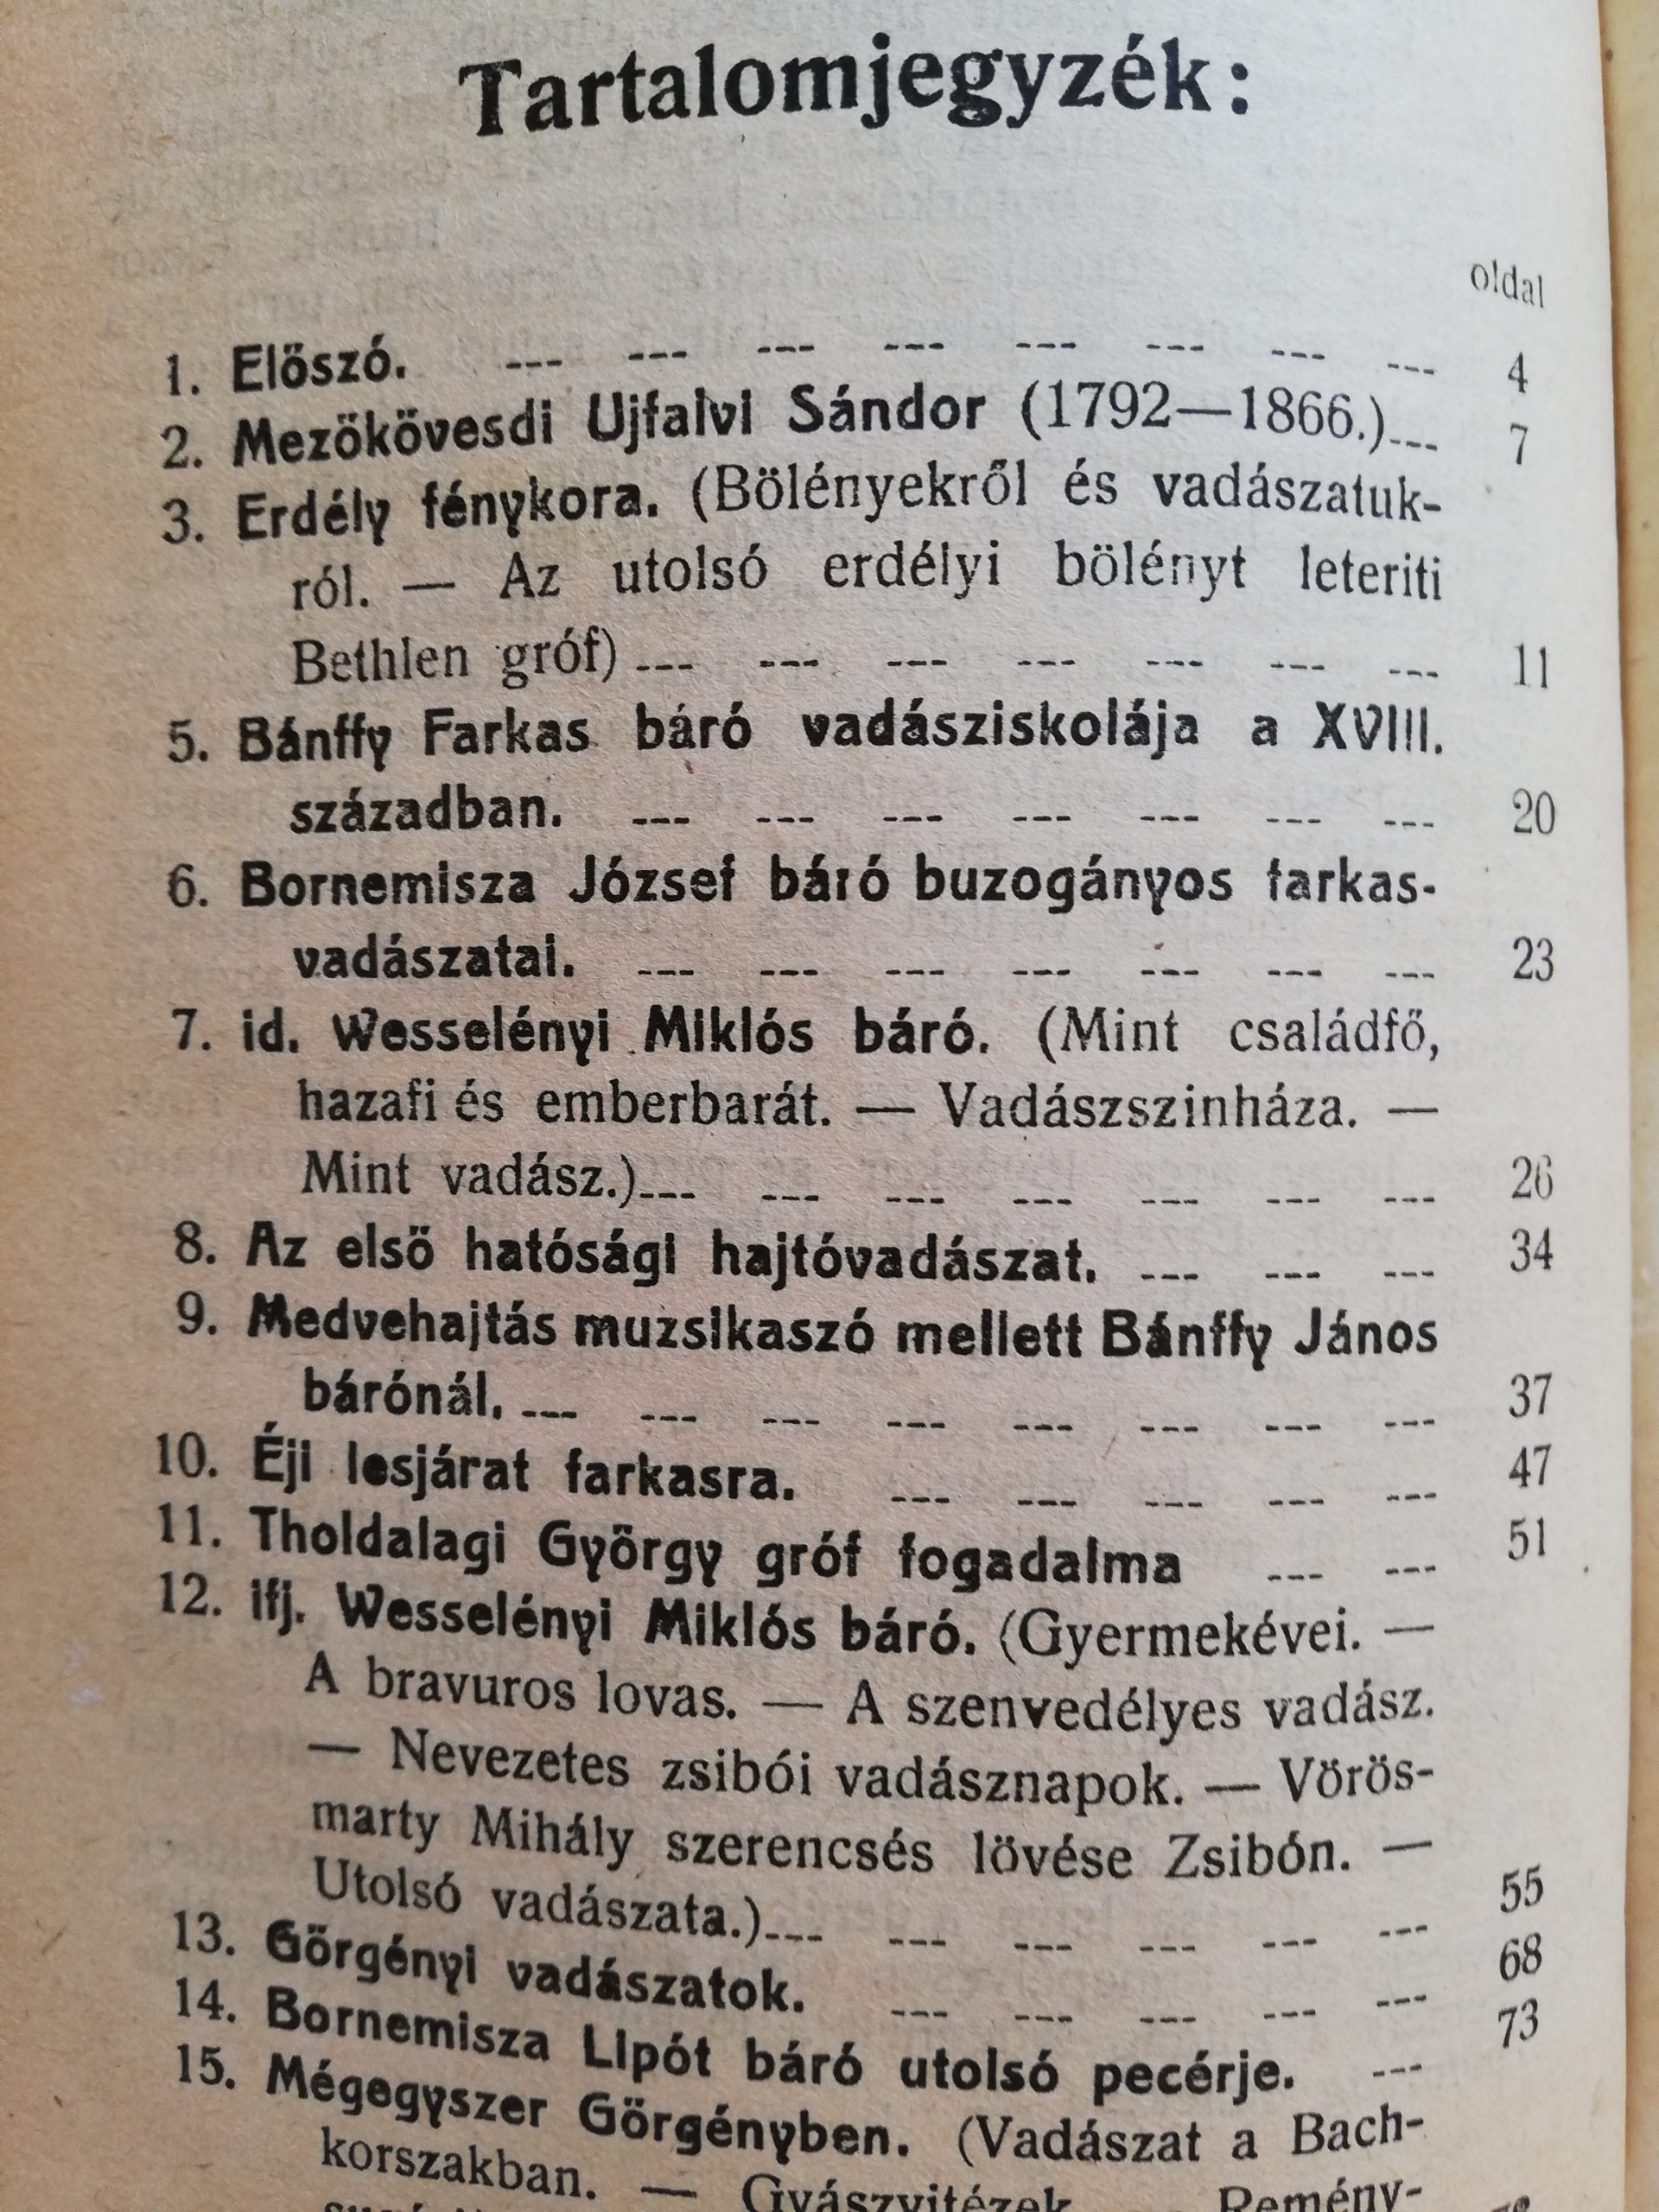 Tartalomjegyzék:
oldal
1. Előszó. --- --- --- --- --- --- --- --- 4
2. Mezökövesdi Ujfalvi Sándor (1792—1866.)--- 7
3. Erdély fénykora. (Bölényekről és vadászatuk-
ról. — Az utolsó erdélyi bölényt leteriti
Bethlen gróf) --- --- --- --- --- --- --- 11
5. Bánffy Farkas báró vadásziskolája a XVIII.
században. --- --- --- --- --- --- --- 20
6. Bornemisza József báró buzogányos farkas-
vadászatai. --- --- --- --- --- --- --- 23
7. id. Wesselényi Miklós báró. (Mint családfő,
hazafi és emberbarát. — Vadászszinháza. —
Mint vadász.)--- --- --- --- --- --- --- 26
8. Az elsö hatósági hajtóvadászat. --- --- --- 34
9. Medvehajtás muzsikaszó mellett Bánffy János
bárónál. --- --- --- --- --- --- --- --- 37
10. Éji lesjárat farkasra. --- --- --- --- --- 47
11. Tholdalagi György gróf fogadalma --- --- 51
12. ifj. Wesselényi Miklós báró. (Gyermekévei. —
A bravuros lovas. — A szenvedélyes vadász.
— Nevezetes zsibói vadásznapok. — Vörös-
marty Mihály szerencsés lövése Zsibón. —
Utolsó vadászata.)--- --- --- --- --- --- 55
13. Görgényi vadászatok. --- --- --- --- --- 68
14. Bornemisza Lipót báró utolsó pecérje. --- 73
15. Mégegyszer Görgényben. (Vadászat a Bach-
korszakban. — Gyászvitézek. — Remény-